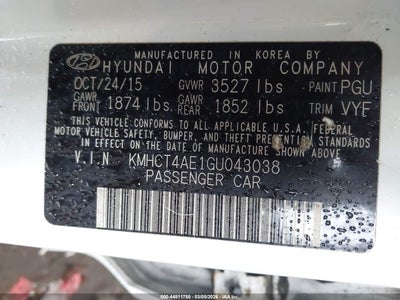 MANUFACTURED IN KOREA BY
HYUNDAI MOTOR COMPANY
OCT/24/15 GVWR 3527 lbs PAINT PGU
GAWR FRONT 1874 lbs GAWR REAR 1852 lbs TRIM VYF
THIS VEHICLE CONFORMS TO ALL APPLICABLE U.S.A. FEDERAL
MOTOR VEHICLE SAFETY, BUMPER, AND THEFT PREVENTION
STANDARDS IN EFFECT ON THE DATE OF MANUFACTURE SHOWN ABOVE.
V.I.N. KMHCT4AE1GU043038
PASSENGER CAR